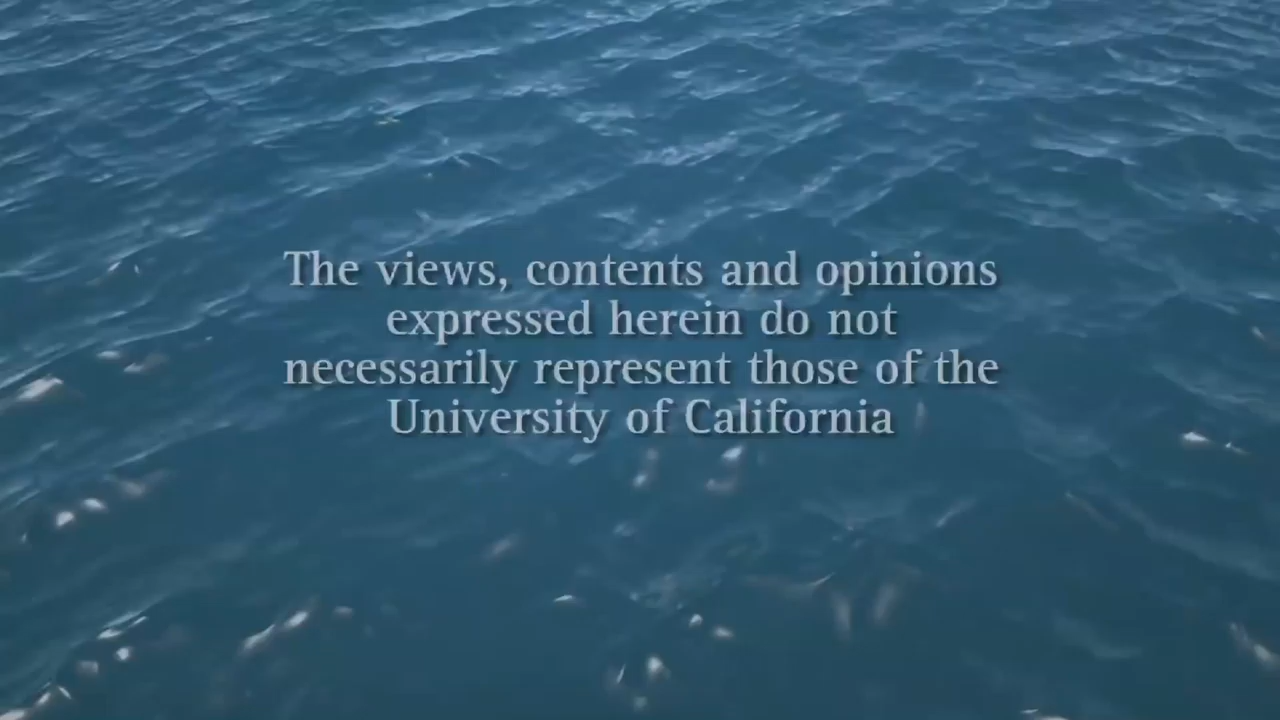 The views, contents and opinions
expressed herein do not
necessarily represent those of the
University of California